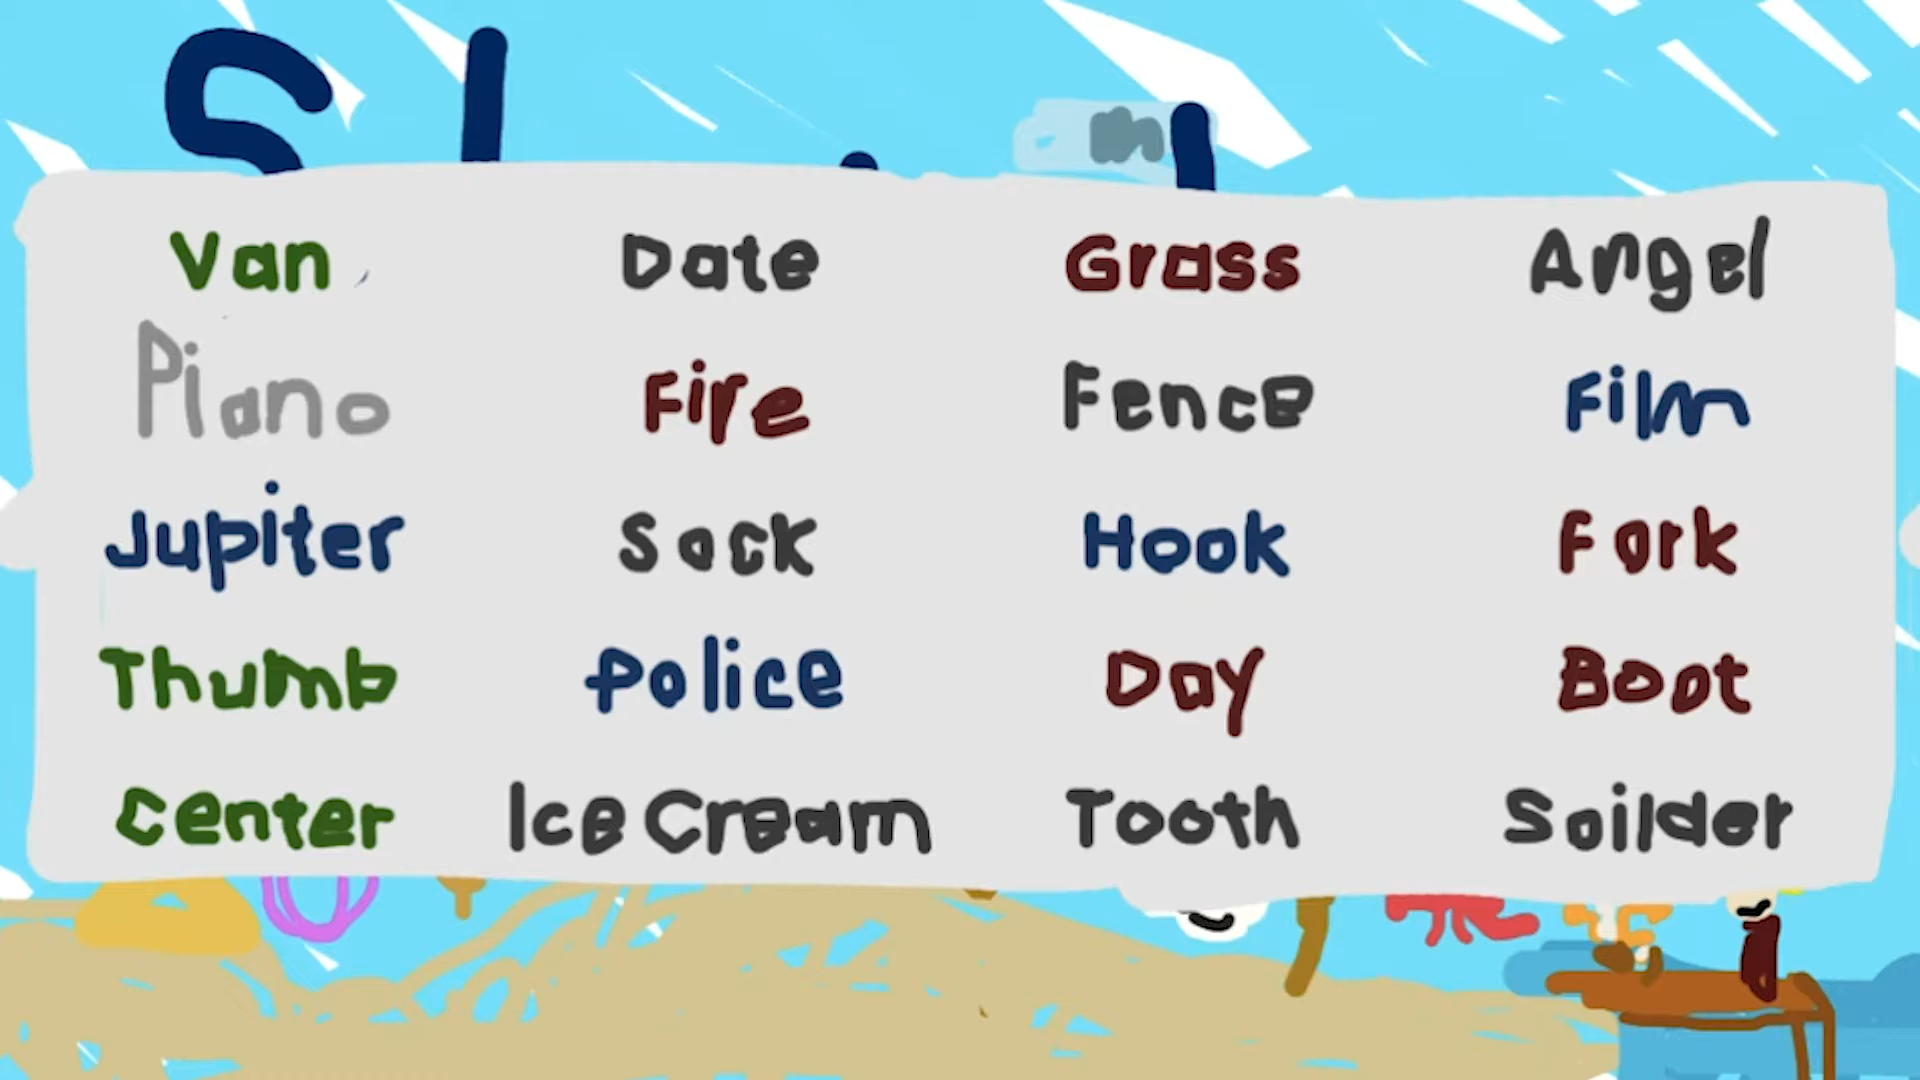 Van Date Grass Angel
Piano Fire Fence Film
Jupiter Sock Hook Fork
Thumb Police Day Boot
Center Ice Cream Tooth Soilder